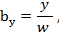 b_y = y/w ,